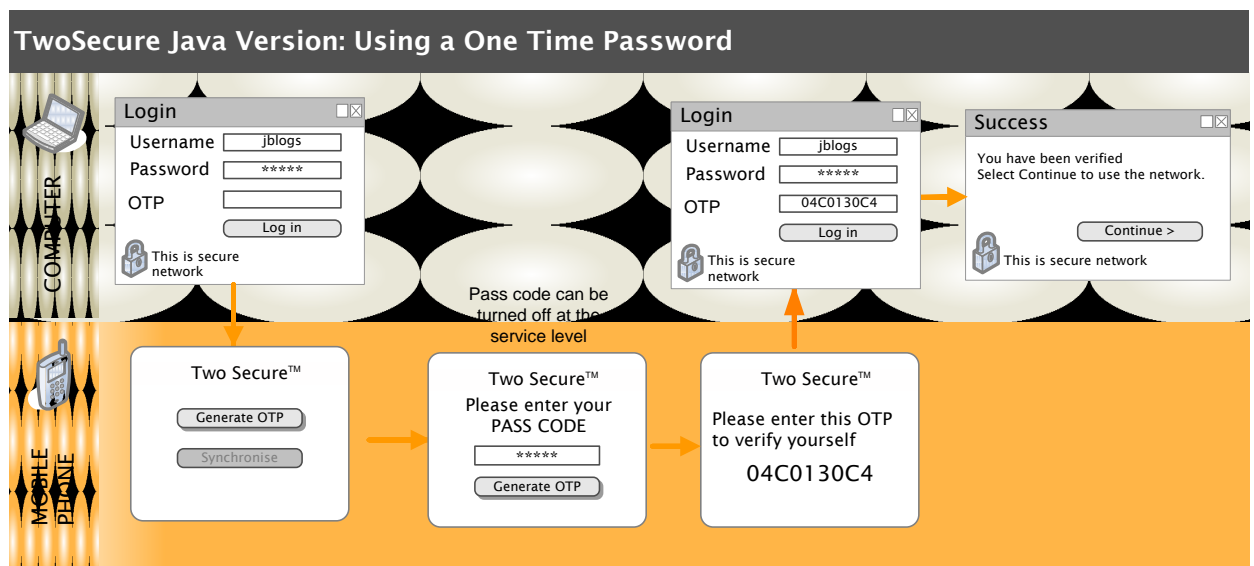 TwoSecure Java Version: Using a One Time Password
COMPUTER
Login
Username jblogs
Password *****
OTP
Log in
This is secure
network
Login
Username jblogs
Password *****
OTP 04C0130C4
Log in
This is secure
network
Success
You have been verified
Select Continue to use the network.
Continue >
This is secure network
Pass code can be
turned off at the
service level
MOBILE
PHONE
Two Secure™
Generate OTP
Synchronise
Two Secure™
Please enter your
PASS CODE
*****
Generate OTP
Two Secure™
Please enter this OTP
to verify yourself
04C0130C4